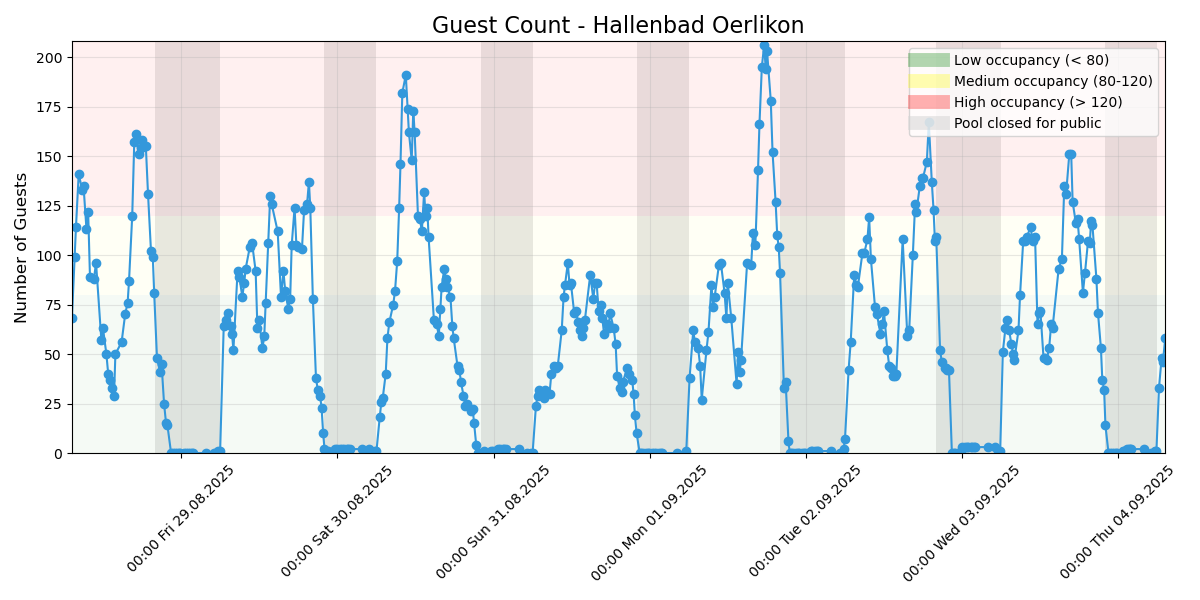 Guest Count - Hallenbad Oerlikon
Number of Guests
200
175
150
125
100
75
50
25
0
Low occupancy (< 80)
Medium occupancy (80-120)
High occupancy (> 120)
Pool closed for public
00:00 Fri 29.08.2025
00:00 Sat 30.08.2025
00:00 Sun 31.08.2025
00:00 Mon 01.09.2025
00:00 Tue 02.09.2025
00:00 Wed 03.09.2025
00:00 Thu 04.09.2025